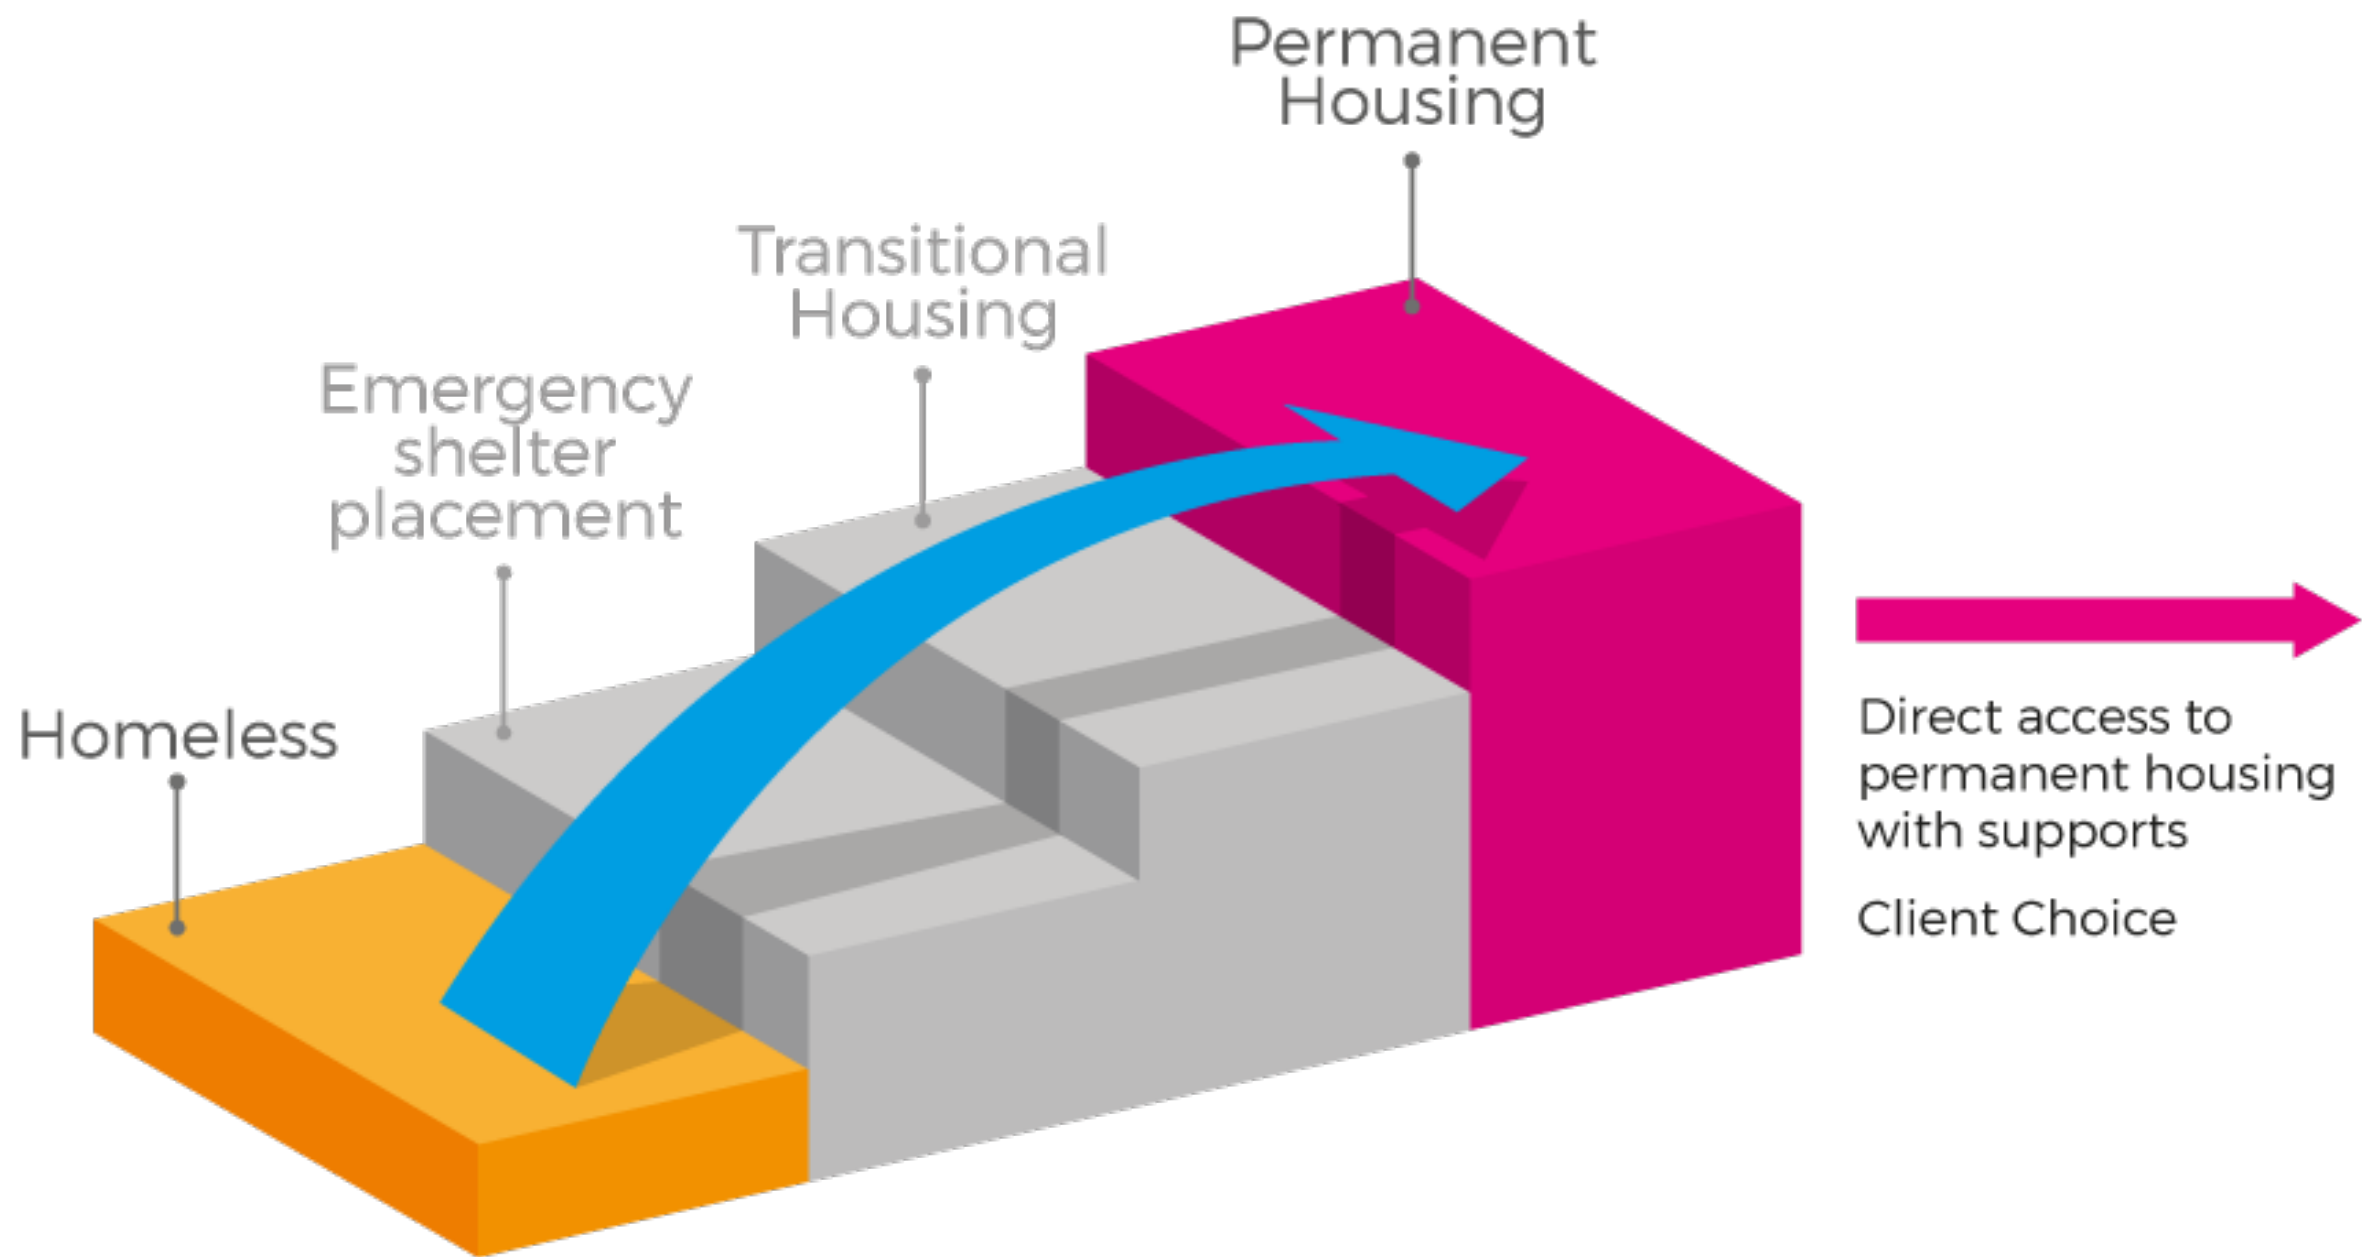 Permanent
Housing
Transitional
Housing
Emergency
shelter
placement
Homeless
Direct access to
permanent housing
with supports
Client Choice